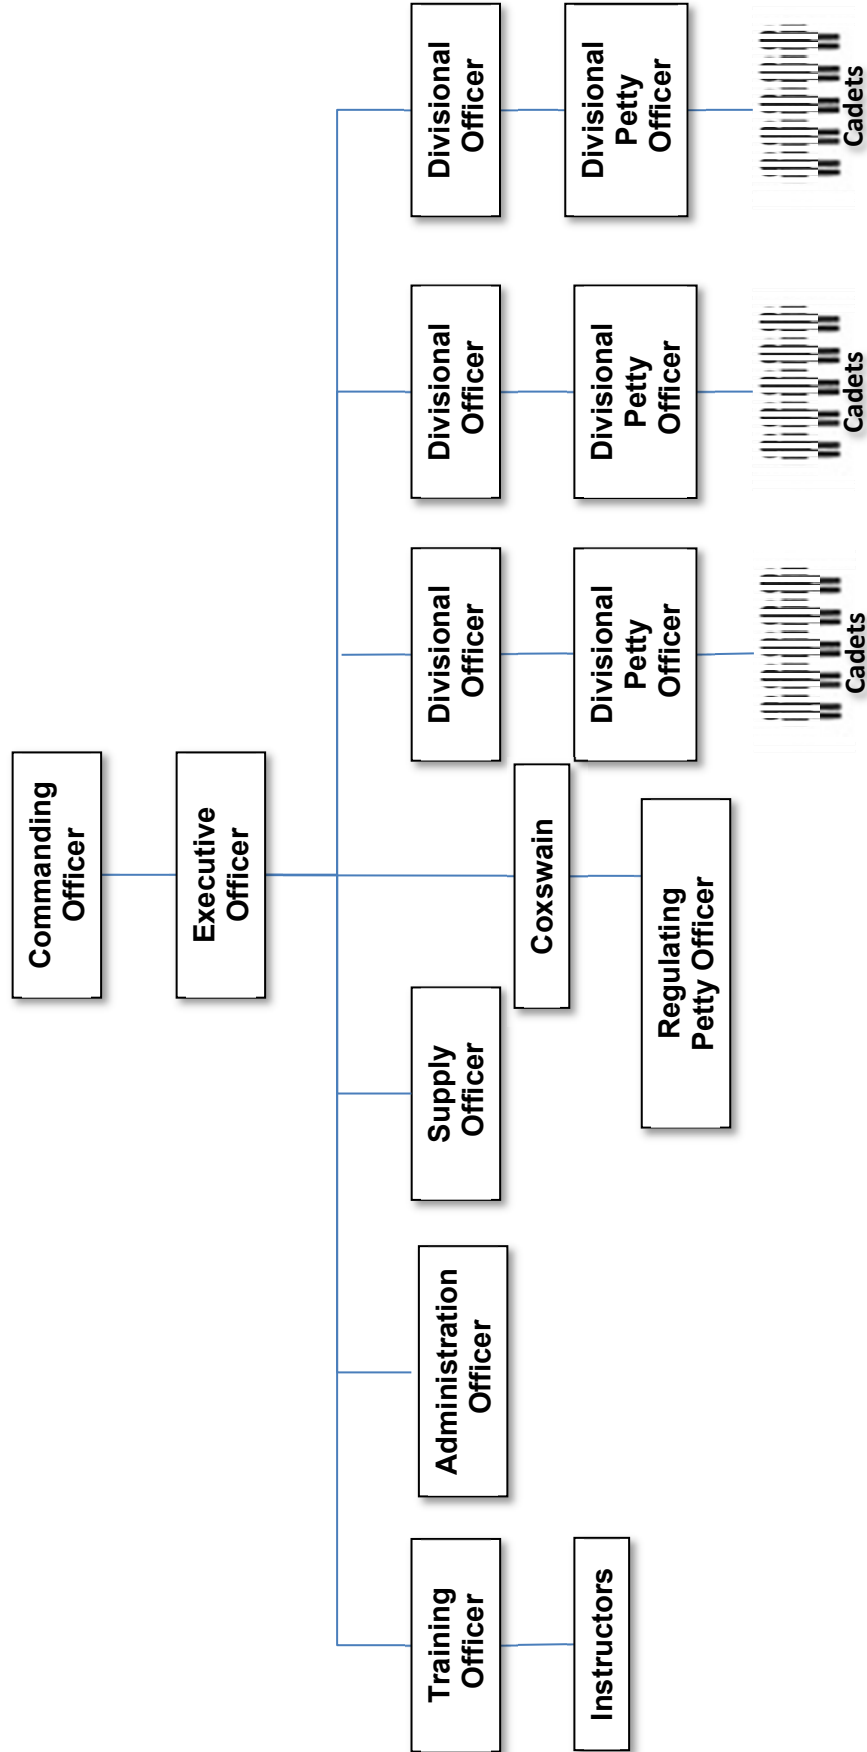 Commanding
Officer
Executive
Officer
Training
Officer
Administration
Officer
Supply
Officer
Divisional
Officer
Divisional
Officer
Divisional
Officer
Coxswain
Instructors
Divisional
Petty
Officer
Divisional
Petty
Officer
Divisional
Petty
Officer
Regulating
Petty Officer
Cadets
Cadets
Cadets